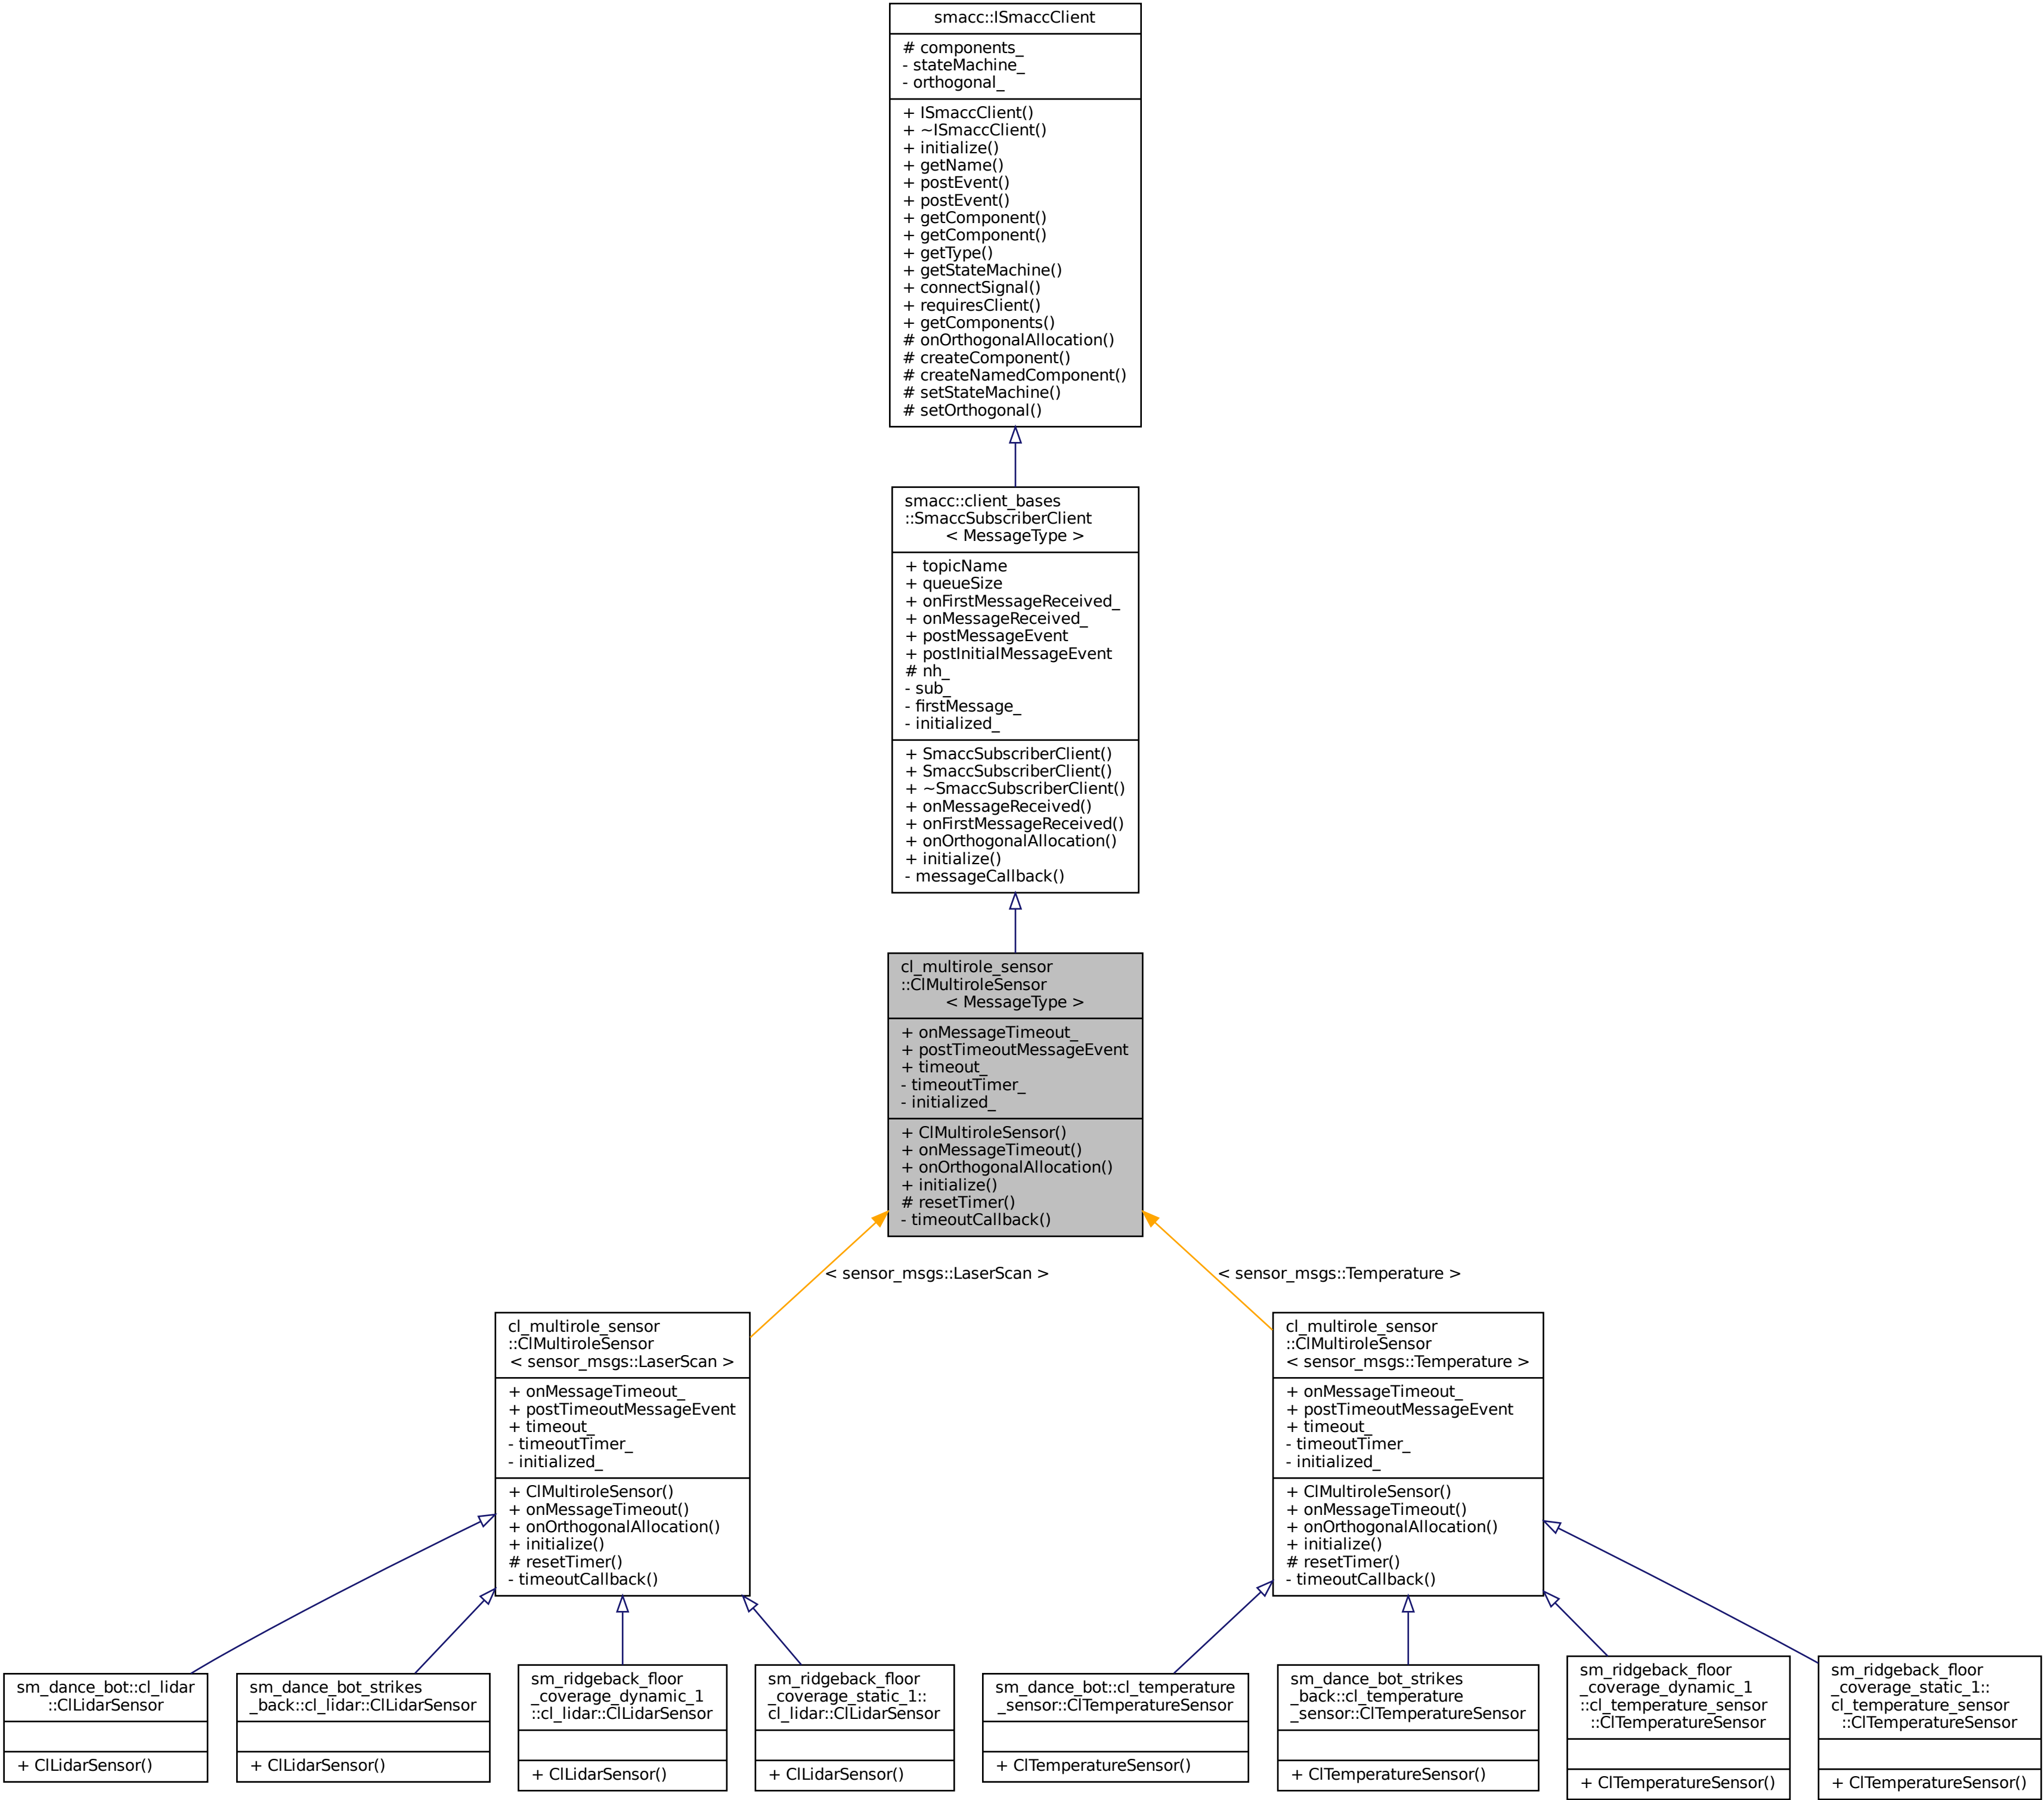 smacc::ISmaccClient
# components_
- stateMachine_
- orthogonal_
+ ISmaccClient()
+ ~ISmaccClient()
+ initialize()
+ getName()
+ postEvent()
+ postEvent()
+ getComponent()
+ getComponent()
+ getType()
+ getStateMachine()
+ connectSignal()
+ requiresClient()
+ getComponents()
# onOrthogonalAllocation()
# createComponent()
# createNamedComponent()
# setStateMachine()
# setOrthogonal()
smacc::client_bases
::SmaccSubscriberClient
< MessageType >
+ topicName
+ queueSize
+ onFirstMessageReceived_
+ onMessageReceived_
+ postMessageEvent
+ postInitialMessageEvent
# nh_
- sub_
- firstMessage_
- initialized_
+ SmaccSubscriberClient()
+ SmaccSubscriberClient()
+ ~SmaccSubscriberClient()
+ onMessageReceived()
+ onFirstMessageReceived()
+ onOrthogonalAllocation()
+ initialize()
- messageCallback()
cl_multirole_sensor
::ClMultiroleSensor
< MessageType >
+ onMessageTimeout_
+ postTimeoutMessageEvent
+ timeout_
- timeoutTimer_
- initialized_
+ ClMultiroleSensor()
+ onMessageTimeout()
+ onOrthogonalAllocation()
+ initialize()
# resetTimer()
- timeoutCallback()
< sensor_msgs::LaserScan >
< sensor_msgs::Temperature >
cl_multirole_sensor
::ClMultiroleSensor
< sensor_msgs::LaserScan >
+ onMessageTimeout_
+ postTimeoutMessageEvent
+ timeout_
- timeoutTimer_
- initialized_
+ ClMultiroleSensor()
+ onMessageTimeout()
+ onOrthogonalAllocation()
+ initialize()
# resetTimer()
- timeoutCallback()
cl_multirole_sensor
::ClMultiroleSensor
< sensor_msgs::Temperature >
+ onMessageTimeout_
+ postTimeoutMessageEvent
+ timeout_
- timeoutTimer_
- initialized_
+ ClMultiroleSensor()
+ onMessageTimeout()
+ onOrthogonalAllocation()
+ initialize()
# resetTimer()
- timeoutCallback()
sm_dance_bot::cl_lidar
::ClLidarSensor
+ ClLidarSensor()
sm_dance_bot_strikes
_back::cl_lidar::ClLidarSensor
+ ClLidarSensor()
sm_ridgeback_floor
_coverage_dynamic_1
::cl_lidar::ClLidarSensor
+ ClLidarSensor()
sm_ridgeback_floor
_coverage_static_1::
cl_lidar::ClLidarSensor
+ ClLidarSensor()
sm_dance_bot::cl_temperature
_sensor::ClTemperatureSensor
+ ClTemperatureSensor()
sm_dance_bot_strikes
_back::cl_temperature
_sensor::ClTemperatureSensor
+ ClTemperatureSensor()
sm_ridgeback_floor
_coverage_dynamic_1
::cl_temperature_sensor
::ClTemperatureSensor
+ ClTemperatureSensor()
sm_ridgeback_floor
_coverage_static_1::
cl_temperature_sensor
::ClTemperatureSensor
+ ClTemperatureSensor()